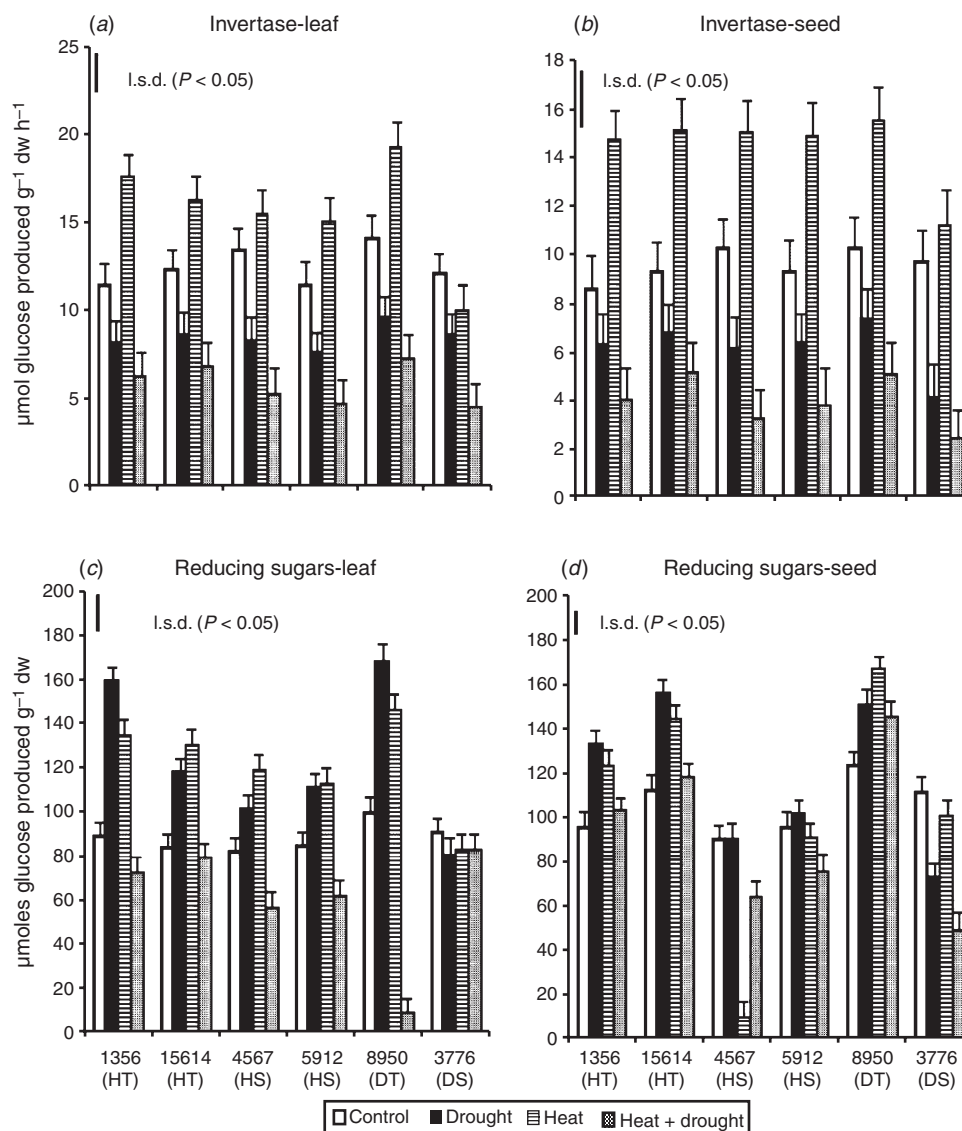 (a) Invertase-leaf
25
l.s.d. (P < 0.05)
20
15
10
5
0
µmol glucose produced g⁻¹ dw h⁻¹
(b) Invertase-seed
18
l.s.d. (P < 0.05)
16
14
12
10
8
6
4
2
0
(c) Reducing sugars-leaf
200
l.s.d. (P < 0.05)
180
160
140
120
100
80
60
40
20
0
µmoles glucose produced g⁻¹ dw
1356 15614 4567 5912 8950 3776
(HT) (HT) (HS) (HS) (DT) (DS)
(d) Reducing sugars-seed
200
l.s.d. (P < 0.05)
180
160
140
120
100
80
60
40
20
0
1356 15614 4567 5912 8950 3776
(HT) (HT) (HS) (HS) (DT) (DS)
Control Drought Heat Heat + drought